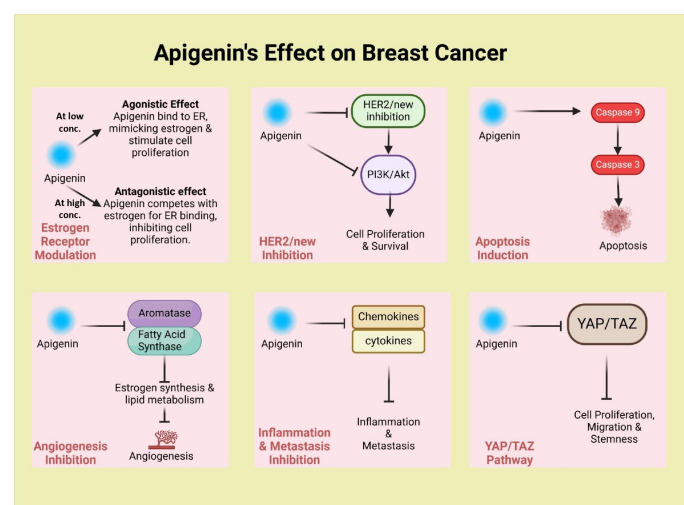 Apigenin's Effect on Breast Cancer
At low
conc.
Agonistic Effect
Apigenin bind to ER,
mimicking estrogen &
stimulate cell
proliferation
Apigenin
At high
conc.
Antagonistic effect
Apigenin competes with
estrogen for ER binding,
inhibiting cell
proliferation.
Estrogen
Receptor
Modulation
Apigenin
HER2/new
inhibition
PI3K/Akt
Cell Proliferation
& Survival
HER2/new
Inhibition
Apigenin
Caspase 9
Caspase 3
Apoptosis
Apoptosis
Induction
Apigenin
Aromatase
Fatty Acid
Synthase
Estrogen synthesis &
lipid metabolism
Angiogenesis
Angiogenesis
Inhibition
Apigenin
Chemokines
cytokines
Inflammation
&
Metastasis
Inflammation
& Metastasis
Inhibition
Apigenin
YAP/TAZ
Cell Proliferation,
Migration &
Stemness
YAP/TAZ
Pathway